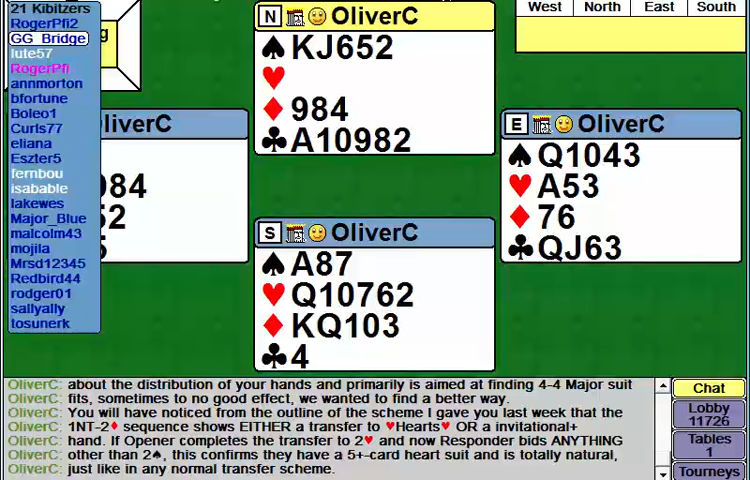 21 Kibitzers
RogerPfi2
GG_Bridge
lute57
RogerPfi
annmorton
bfortune
Boleo1
Curls77
eliana
Eszter5
fernbou
isabable
lakewes
Major_Blue
malcolm43
mojila
Mrsd12345
Redbird44
rodger01
sallyally
tosunerk
g
N OliverC
♠ KJ652
♥
♦ 984
♣ A10982
West North East South
liverC
984
52
5
E OliverC
♠ Q1043
♥ A53
♦ 76
♣ QJ63
S OliverC
♠ A87
♥ Q10762
♦ KQ103
♣ 4
OliverC: about the distribution of your hands and primarily is aimed at finding 4-4 Major suit
OliverC: fits, sometimes to no good effect, we wanted to find a better way.
OliverC: You will have noticed from the outline of the scheme I gave you last week that the
OliverC: 1NT-2♦ sequence shows EITHER a transfer to ♥Hearts♥ OR a invitational+
OliverC: hand. If Opener completes the transfer to 2♥ and now Responder bids ANYTHING
OliverC: other than 2♠, this confirms they have a 5+-card heart suit and is totally natural,
OliverC: just like in any normal transfer scheme.
Chat
Lobby
11726
Tables
1
Tourneys